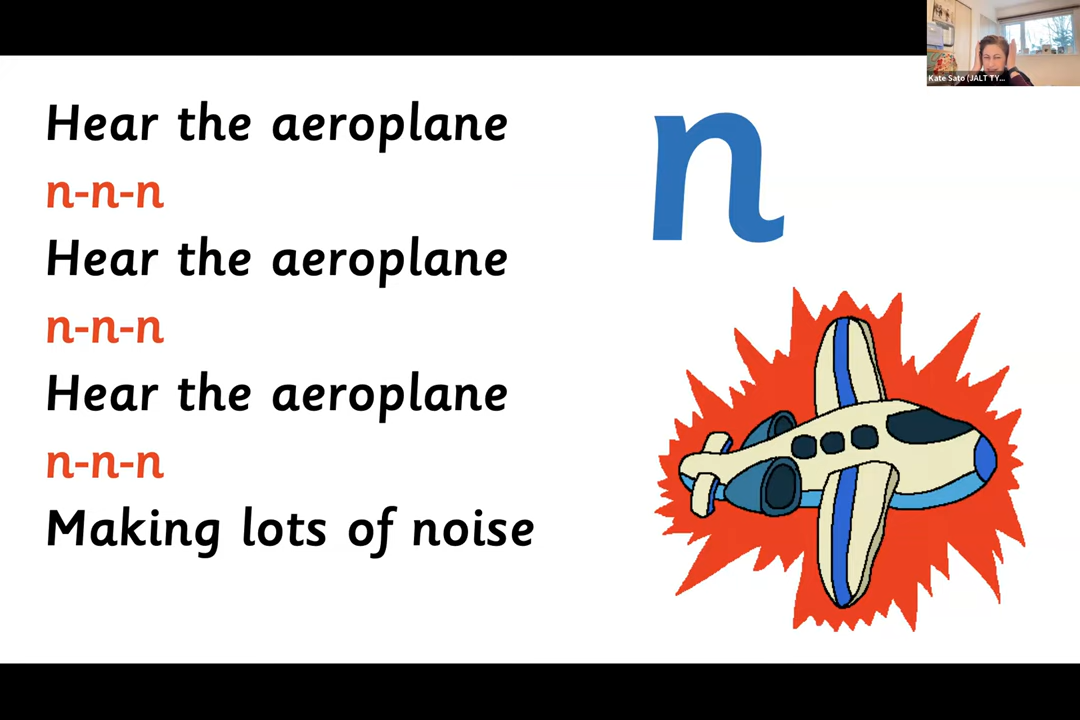 Hear the aeroplane
n-n-n
Hear the aeroplane
n-n-n
Hear the aeroplane
n-n-n
Making lots of noise
n
Kate Sato (JALT TY...